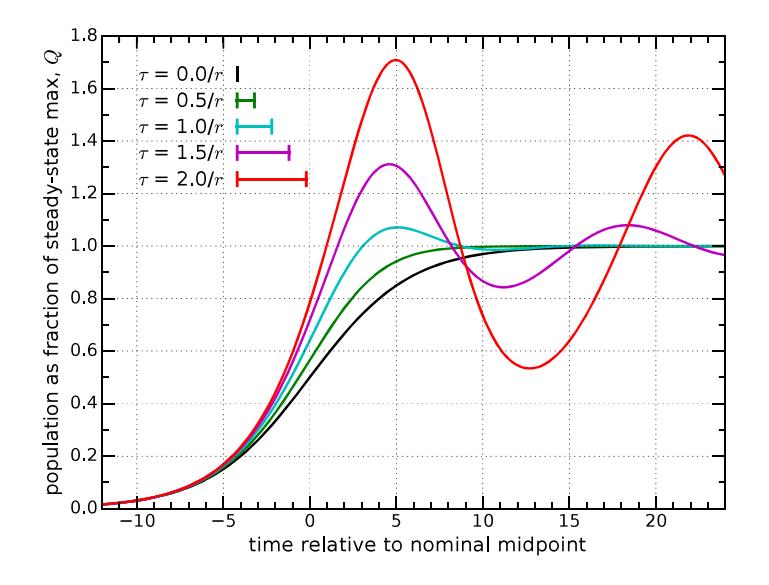 1.8
1.6
1.4
1.2
1.0
0.8
0.6
0.4
0.2
0.0
population as fraction of steady-state max, Q
τ = 0.0/r
τ = 0.5/r
τ = 1.0/r
τ = 1.5/r
τ = 2.0/r
−10 −5 0 5 10 15 20
time relative to nominal midpoint